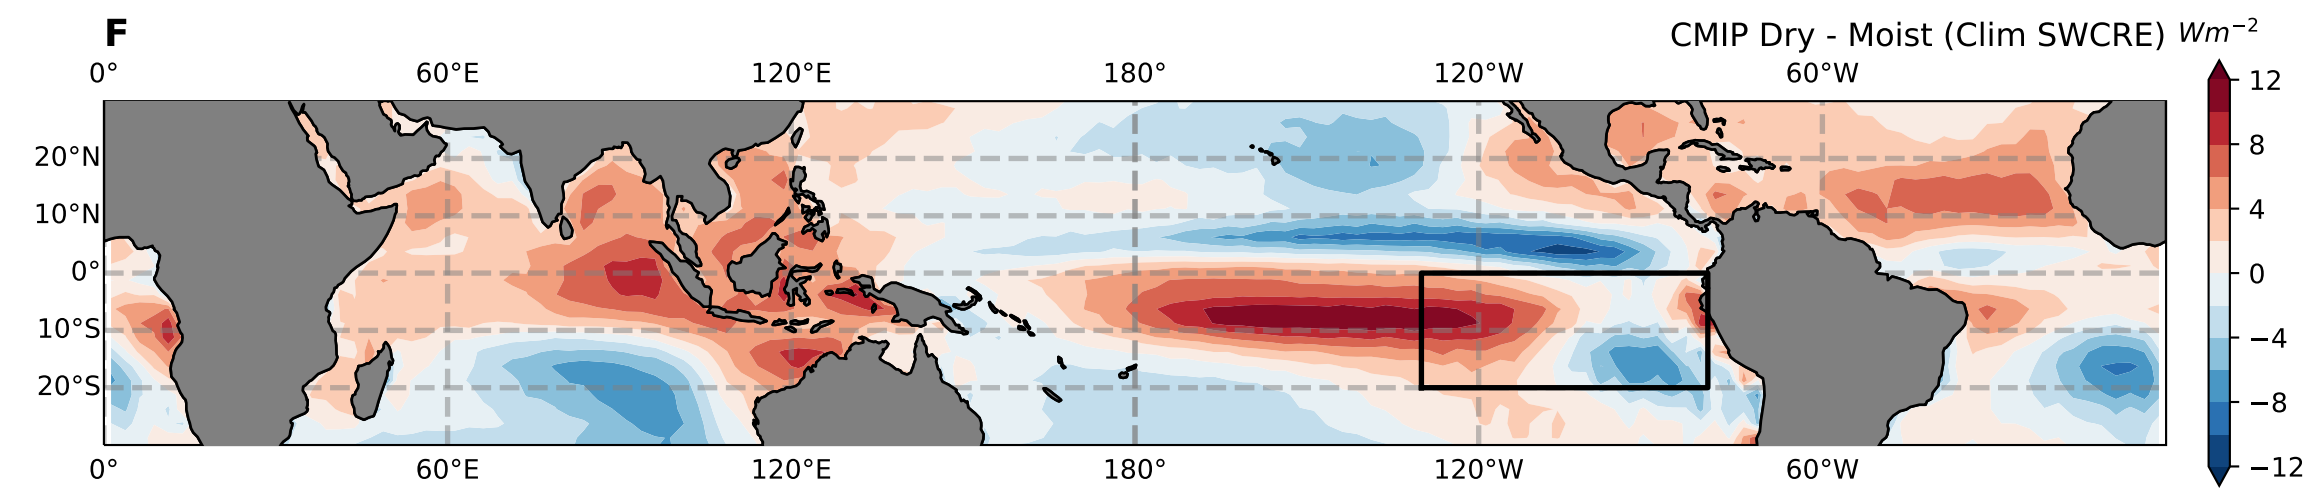 F
CMIP Dry - Moist (Clim SWCRE) Wm⁻²
0° 60°E 120°E 180° 120°W 60°W
20°N
10°N
0°
10°S
20°S
0° 60°E 120°E 180° 120°W 60°W
12
8
4
0
−4
−8
−12